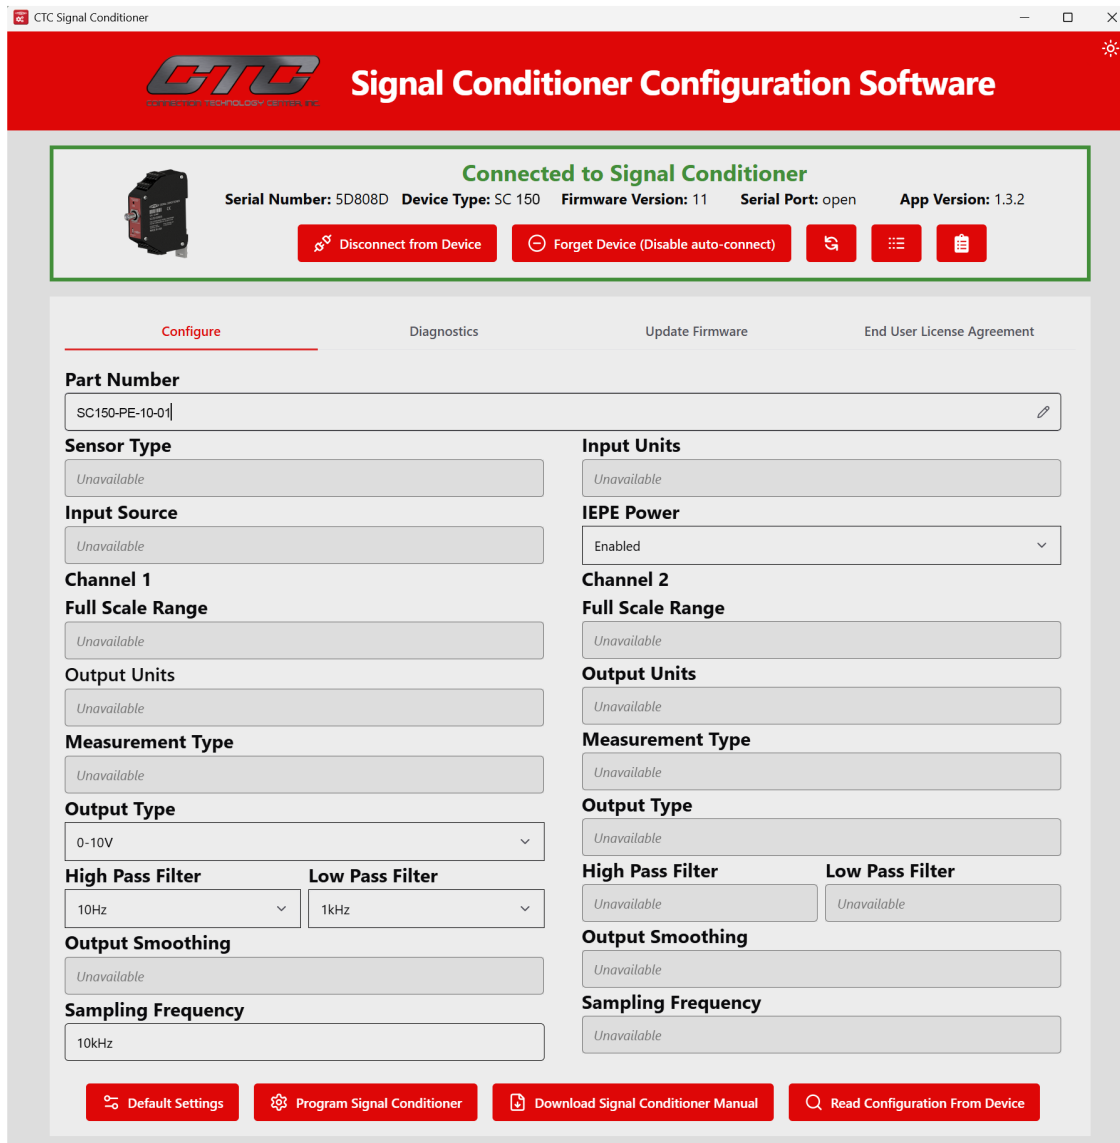 CTC Signal Conditioner
CTC
CONNECTION TECHNOLOGY CENTER INC
Signal Conditioner Configuration Software
Connected to Signal Conditioner
Serial Number: 5D808D Device Type: SC 150 Firmware Version: 11 Serial Port: open App Version: 1.3.2
Disconnect from Device
Forget Device (Disable auto-connect)
Configure Diagnostics Update Firmware End User License Agreement
Part Number
SC150-PE-10-01
Sensor Type Input Units
Unavailable Unavailable
Input Source IEPE Power
Unavailable Enabled
Channel 1 Channel 2
Full Scale Range Full Scale Range
Unavailable Unavailable
Output Units Output Units
Unavailable Unavailable
Measurement Type Measurement Type
Unavailable Unavailable
Output Type Output Type
0-10V Unavailable
High Pass Filter Low Pass Filter High Pass Filter Low Pass Filter
10Hz 1kHz Unavailable Unavailable
Output Smoothing Output Smoothing
Unavailable Unavailable
Sampling Frequency Sampling Frequency
10kHz Unavailable
Default Settings Program Signal Conditioner Download Signal Conditioner Manual Read Configuration From Device